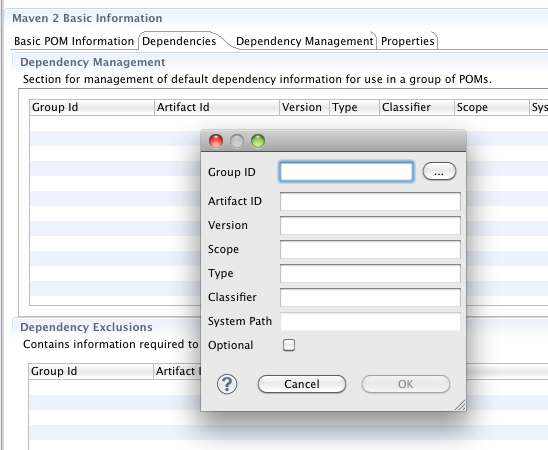 Maven 2 Basic Information
Basic POM Information Dependencies Dependency Management Properties
Dependency Management
Section for management of default dependency information for use in a group of POMs.
Group Id Artifact Id Version Type Classifier Scope Sys
Group ID ...
Artifact ID
Version
Scope
Type
Classifier
System Path
Optional
? Cancel OK
Dependency Exclusions
Contains information required to
Group Id Artifact I